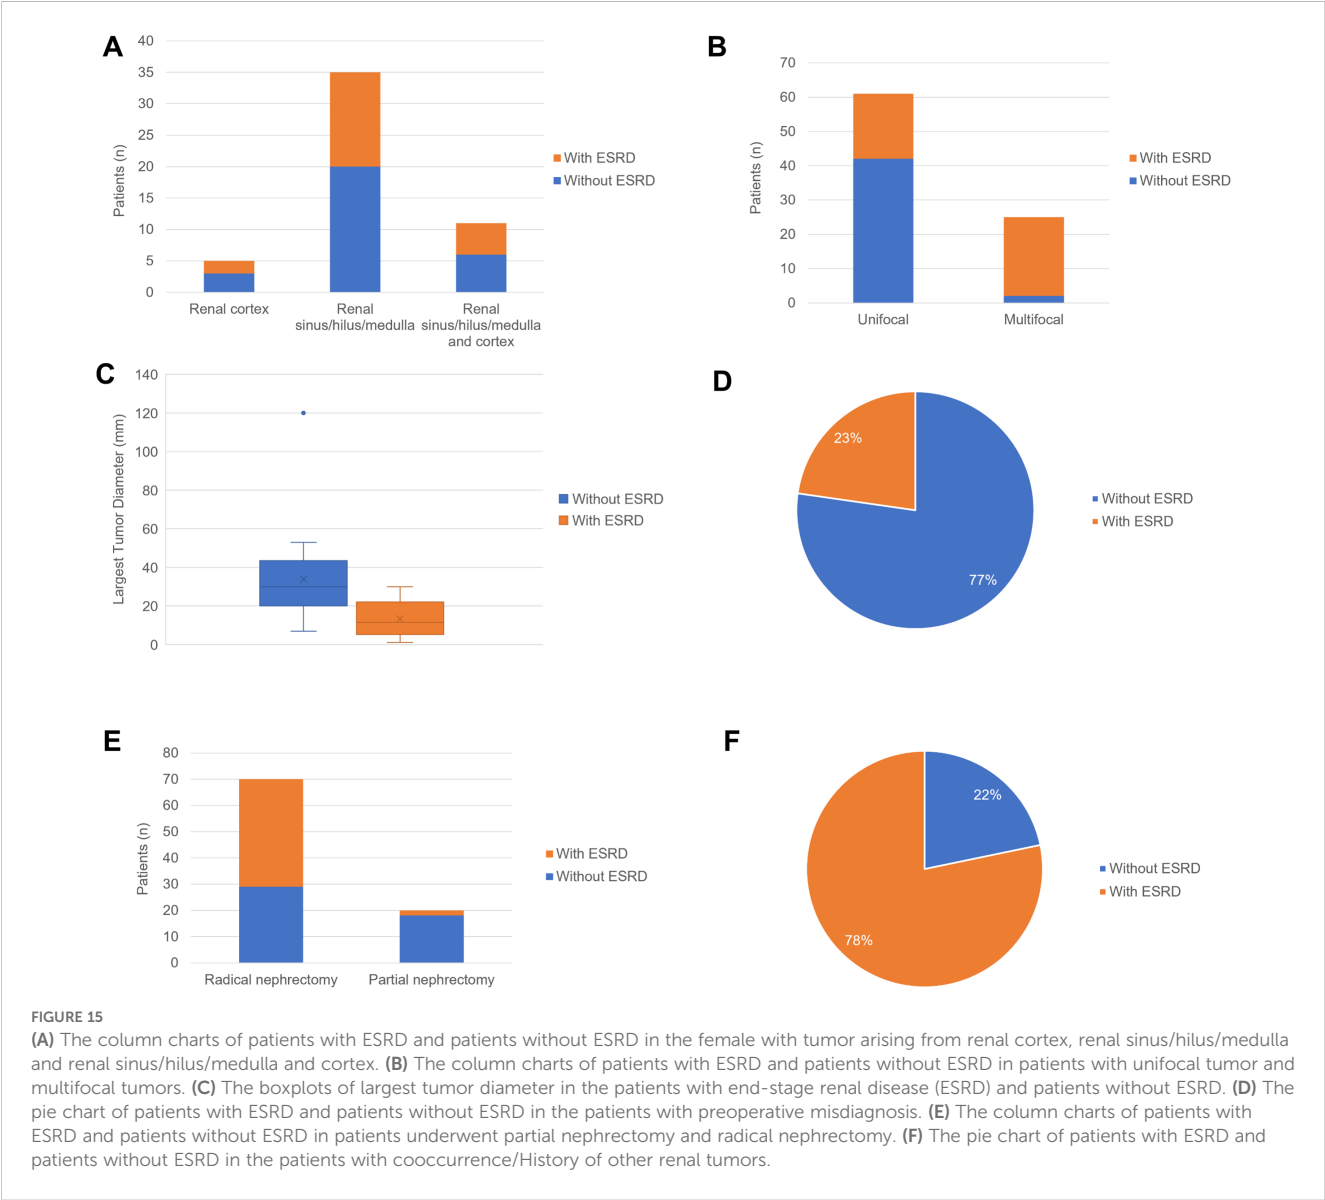 A
40
35
30
25
20
15
10
5
0
Patients (n)
Renal cortex
Renal
sinus/hilus/medulla
Renal
sinus/hilus/medulla
and cortex
With ESRD
Without ESRD
B
70
60
50
40
30
20
10
0
Patients (n)
Unifocal
Multifocal
With ESRD
Without ESRD
C
140
120
100
80
60
40
20
0
Largest Tumor Diameter (mm)
Without ESRD
With ESRD
D
23%
77%
Without ESRD
With ESRD
E
80
70
60
50
40
30
20
10
0
Patients (n)
Radical nephrectomy
Partial nephrectomy
With ESRD
Without ESRD
F
22%
78%
Without ESRD
With ESRD
FIGURE 15
(A) The column charts of patients with ESRD and patients without ESRD in the female with tumor arising from renal cortex, renal sinus/hilus/medulla
and renal sinus/hilus/medulla and cortex. (B) The column charts of patients with ESRD and patients without ESRD in patients with unifocal tumor and
multifocal tumors. (C) The boxplots of largest tumor diameter in the patients with end-stage renal disease (ESRD) and patients without ESRD. (D) The
pie chart of patients with ESRD and patients without ESRD in the patients with preoperative misdiagnosis. (E) The column charts of patients with
ESRD and patients without ESRD in patients underwent partial nephrectomy and radical nephrectomy. (F) The pie chart of patients with ESRD and
patients without ESRD in the patients with cooccurrence/History of other renal tumors.